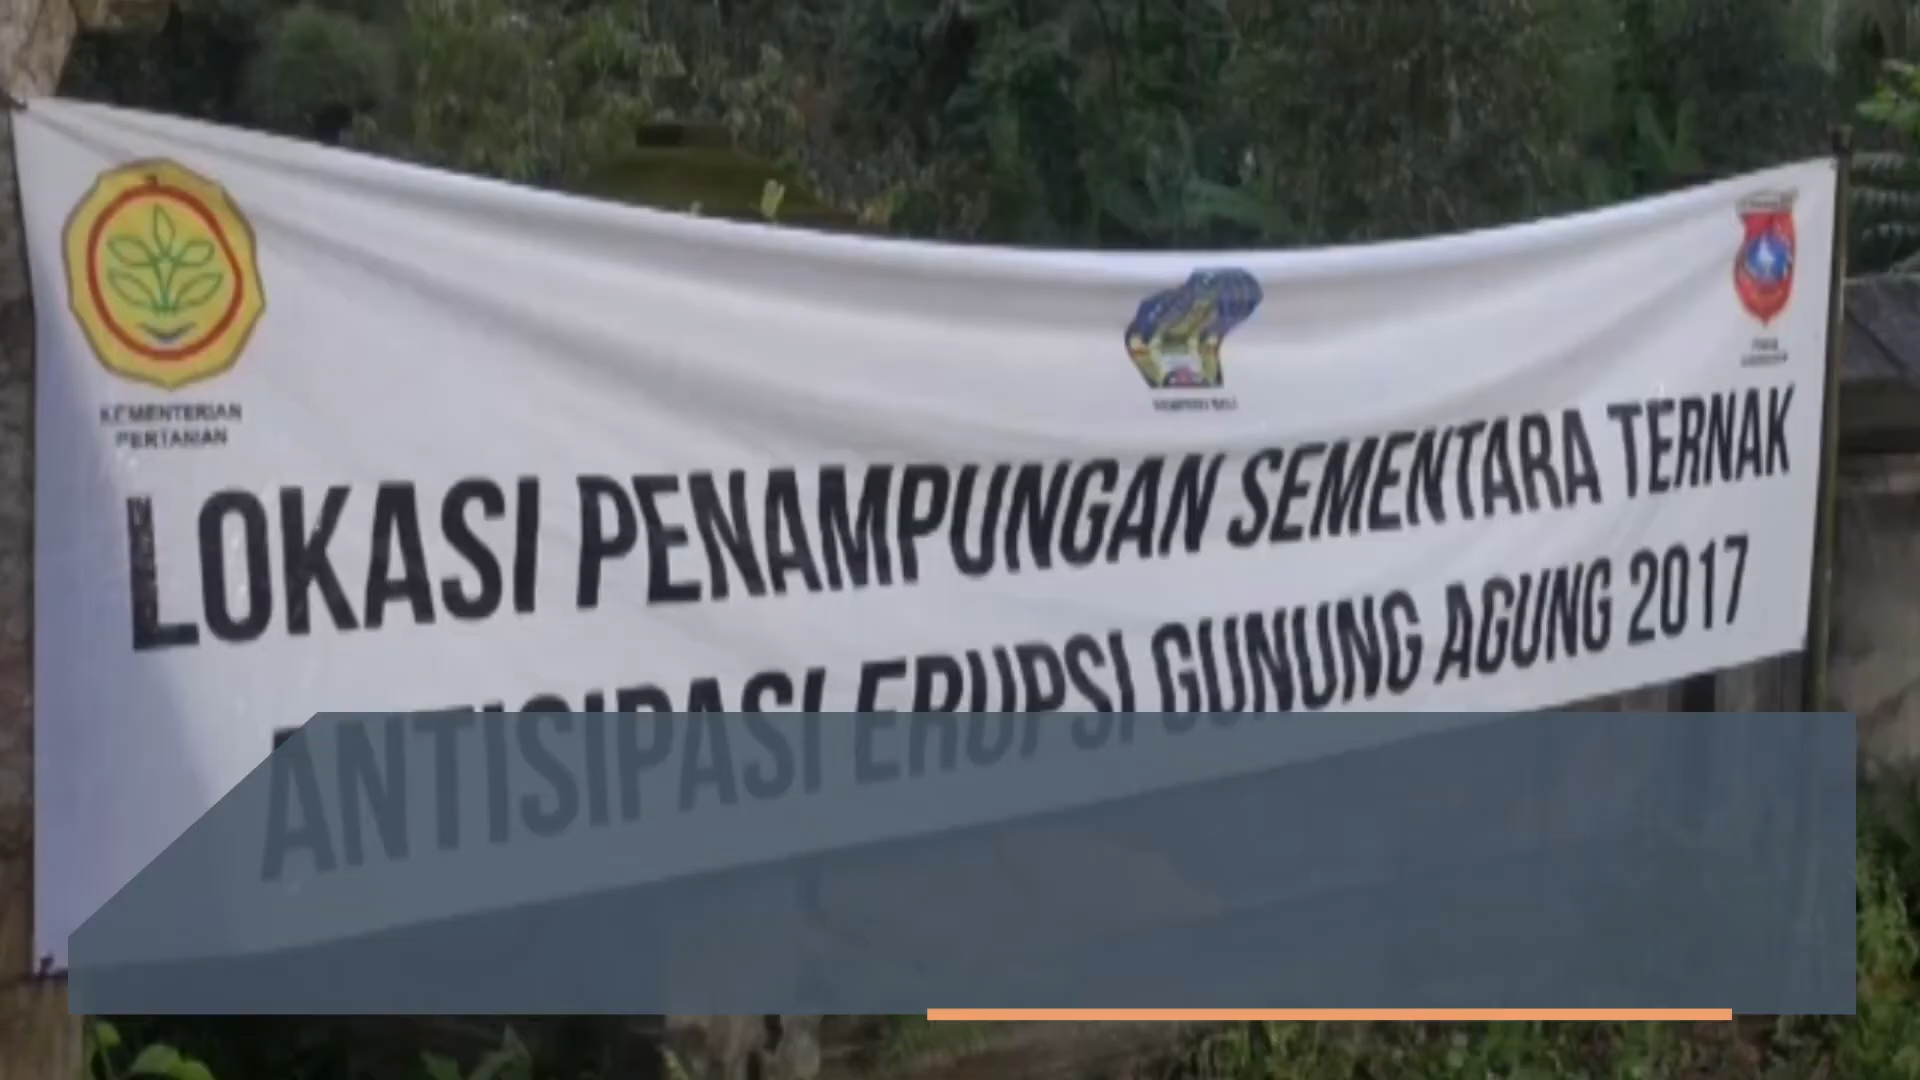 KEMENTERIAN
PERTANIAN
LOKASI PENAMPUNGAN SEMENTARA TERNAK
ANTISIPASI ERUPSI GUNUNG AGUNG 2017